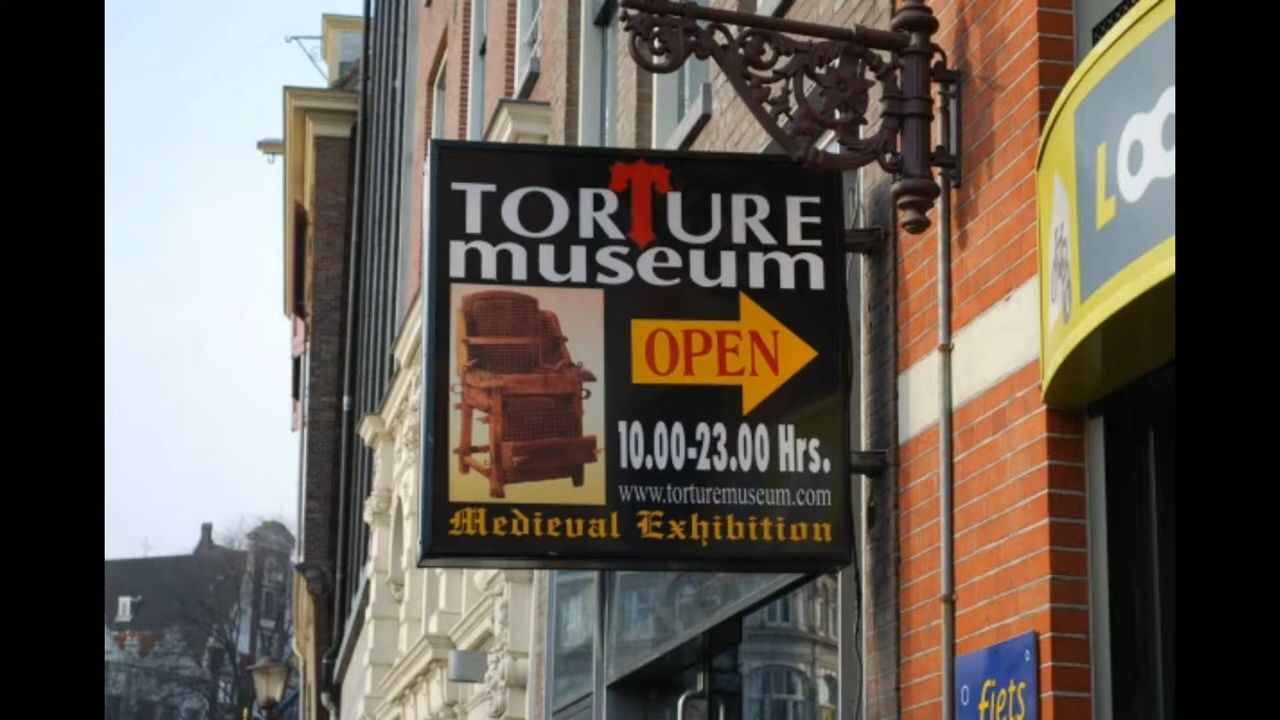 TORTURE
museum
OPEN
10.00-23.00 Hrs.
www.torturemuseum.com
Medieval Exhibition
fiets